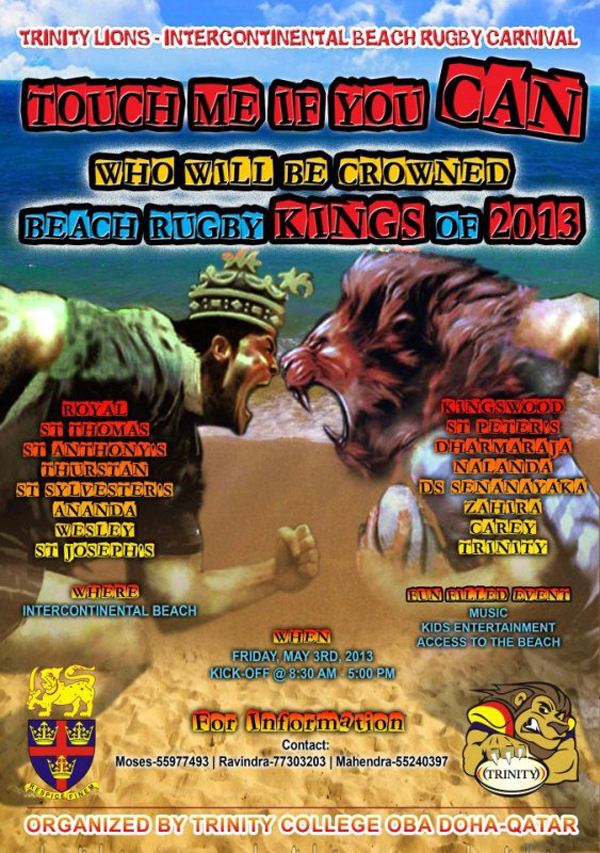 TRINITY LIONS - INTERCONTINENTAL BEACH RUGBY CARNIVAL
TOUCH ME IF YOU CAN
WHO WILL BE CROWNED
BEACH RUGBY KINGS OF 2013
ROYAL
ST THOMAS
ST ANTHONY'S
THURSTAN
ST SYLVESTER'S
ANANDA
WESLEY
ST JOSEPH'S
KINGSWOOD
ST PETER'S
DHARMARAJA
NALANDA
DS SENANAYAKA
ZAHIRA
CAREY
TRINITY
WHERE
INTERCONTINENTAL BEACH
FUN FILLED EVENT
MUSIC
KIDS ENTERTAINMENT
ACCESS TO THE BEACH
WHEN
FRIDAY, MAY 3RD, 2013
KICK-OFF @ 8:30 AM - 5:00 PM
For Information
Contact:
Moses-55977493 | Ravindra-77303203 | Mahendra-55240397
RESPICE FINEM
(TRINITY)
ORGANIZED BY TRINITY COLLEGE OBA DOHA-QATAR